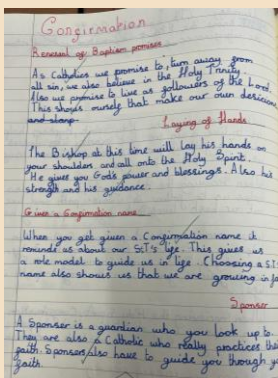 Confirmation
Renewal of Baptism promises
As Catholics we promise to, turn away from
all sin, we also believe in the Holy Trinity.
Also we promise to live as followers of the Lord.
This shows that make our own desicions
and
Laying of Hands
The Bishop at this time will lay his hands on
your shoulders and call onto the Holy Spirit.
He gives you God's power and blessings. Also his
strength and his guidance.
Given a Confirmation name
When you get given a Confirmation name it
reminds us about our S.T's life. This gives us
a role model to guide us in life. Choosing a S.T
name also shows us that we are growing in
Sponser
A Sponser is a guardian who you look up to.
They are also a Catholic who really practices the
faith. Sponsers also have to guide you through
faith.